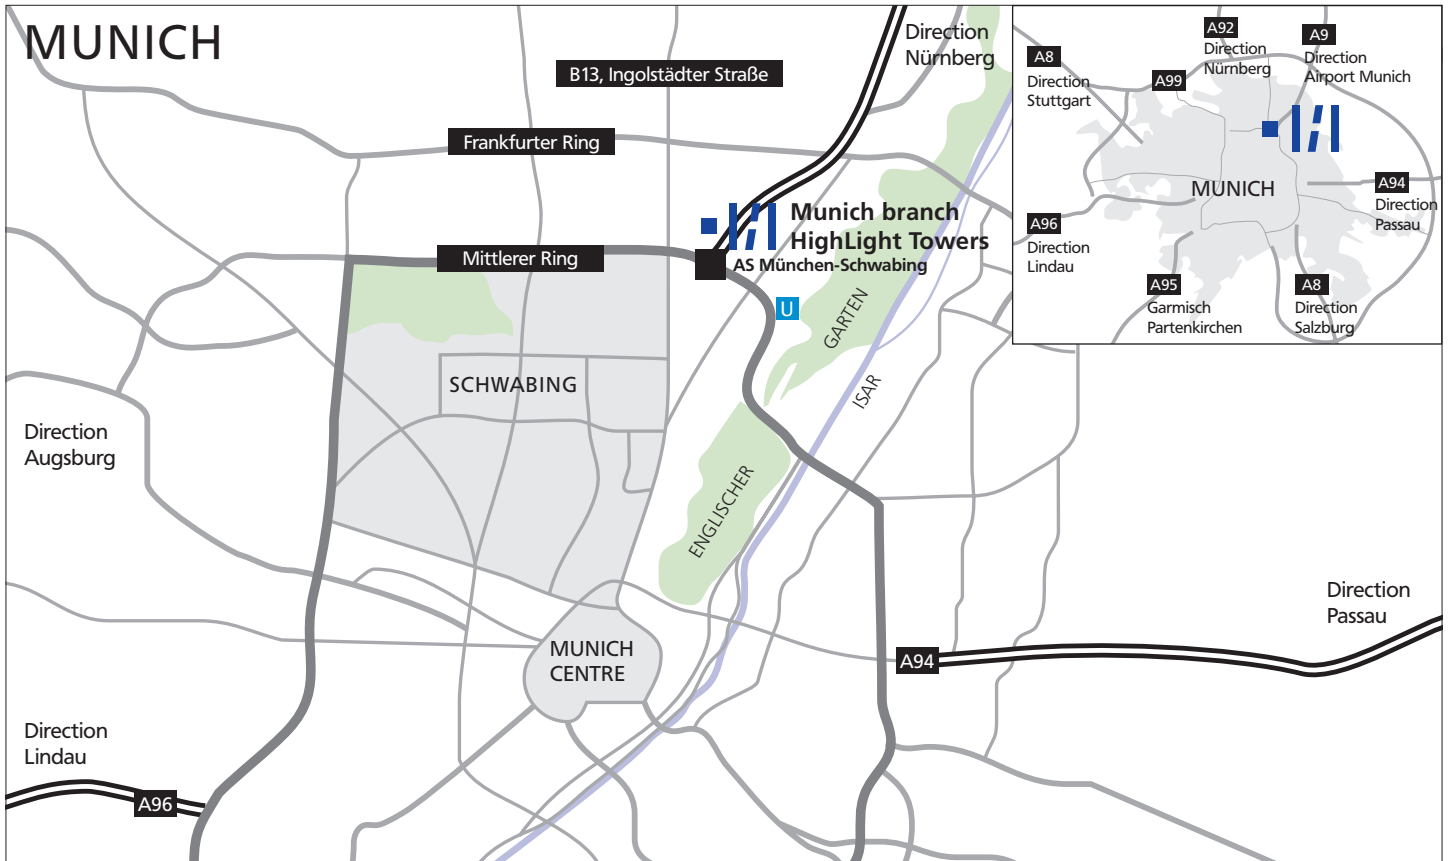 MUNICH
Direction
Nürnberg
B13, Ingolstädter Straße
Frankfurter Ring
Munich branch
HighLight Towers
AS München-Schwabing
Mittlerer Ring
U
GARTEN
ISAR
SCHWABING
Direction
Augsburg
ENGLISCHER
MUNICH
CENTRE
Direction
Passau
A94
Direction
Lindau
A96
A92
Direction
Nürnberg
A9
Direction
Airport Munich
A8
Direction
Stuttgart
A99
MUNICH
A94
Direction
Passau
A96
Direction
Lindau
A95
Garmisch
Partenkirchen
A8
Direction
Salzburg